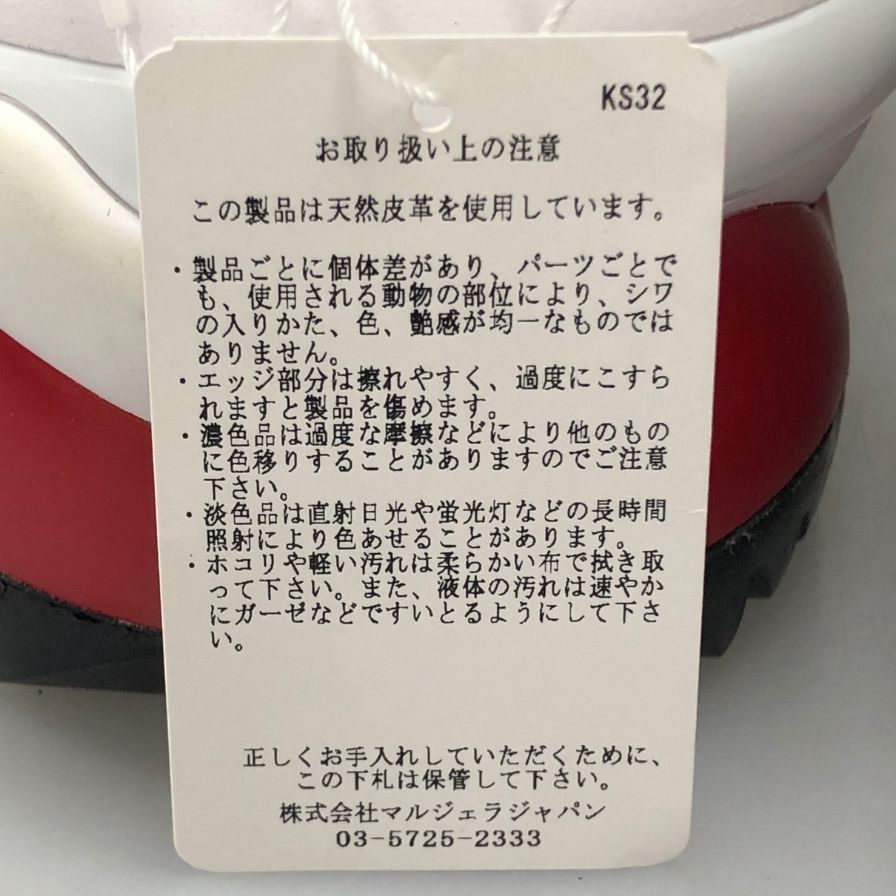 KS32
お取り扱い上の注意
この製品は天然皮革を使用しています。
・製品ごとに個体差があり、パーツごとで
も、使用される動物の部位により、シワ
の入りかた、色、艶感が均一なものでは
ありません。
・エッジ部分は擦れやすく、過度にこすら
れますと製品を傷めます。
・濃色品は過度な摩擦などにより他のもの
に色移りすることがありますのでご注意
下さい。
・淡色品は直射日光や蛍光灯などの長時間
照射により色あせることがあります。
・ホコリや軽い汚れは柔らかい布で拭き取
って下さい。また、液体の汚れは速やか
にガーゼなどですいとるようにして下さ
い。
正しくお手入れしていただくために、
この下札は保管して下さい。
株式会社マルジェラジャパン
03-5725-2333